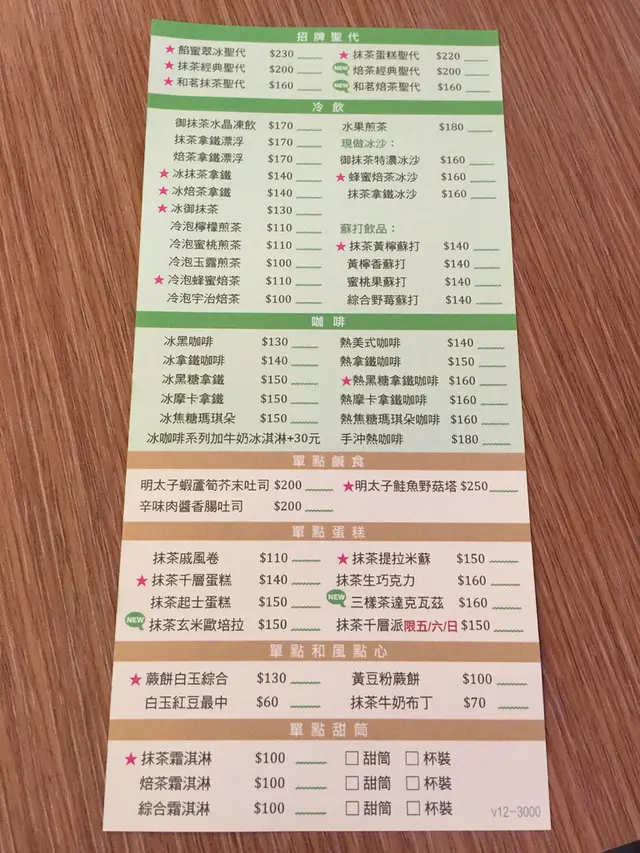 招牌聖代
★餡蜜翠冰聖代 $230 ★抹茶蛋糕聖代 $220
★抹茶經典聖代 $200 NEW 焙茶經典聖代 $200
★和茗抹茶聖代 $160 NEW 和茗焙茶聖代 $160
冷飲
御抹茶水晶凍飲 $170 水果煎茶 $180
抹茶拿鐵漂浮 $170 現做冰沙：
焙茶拿鐵漂浮 $170 御抹茶特濃冰沙 $160
★冰抹茶拿鐵 $140 ★蜂蜜焙茶冰沙 $160
★冰焙茶拿鐵 $140 抹茶拿鐵冰沙 $160
★冰御抹茶 $130
冷泡檸檬煎茶 $110 蘇打飲品：
冷泡蜜桃煎茶 $110 ★抹茶黃檸蘇打 $140
冷泡玉露煎茶 $100 黃檸香蘇打 $140
★冷泡蜂蜜焙茶 $110 蜜桃果蘇打 $140
冷泡宇治焙茶 $100 綜合野莓蘇打 $140
咖啡
冰黑咖啡 $130 熱美式咖啡 $140
冰拿鐵咖啡 $140 熱拿鐵咖啡 $150
冰黑糖拿鐵 $150 ★熱黑糖拿鐵咖啡 $160
冰摩卡拿鐵 $150 熱摩卡拿鐵咖啡 $160
冰焦糖瑪琪朵 $150 熱焦糖瑪琪朵咖啡 $160
冰咖啡系列加牛奶冰淇淋+30元 手沖熱咖啡 $180
單點鹹食
明太子蝦蘆筍芥末吐司 $200 ★明太子鮭魚野菇塔 $250
辛味肉醬香腸吐司 $200
單點蛋糕
抹茶戚風卷 $110 ★抹茶提拉米蘇 $150
★抹茶千層蛋糕 $140 抹茶生巧克力 $160
抹茶起士蛋糕 $150 NEW 三樣茶達克瓦茲 $160
NEW 抹茶玄米歐培拉 $150 抹茶千層派限五/六/日 $150
單點和風點心
★蕨餅白玉綜合 $130 黃豆粉蕨餅 $100
白玉紅豆最中 $60 抹茶牛奶布丁 $70
單點甜筒
★抹茶霜淇淋 $100 □甜筒 □杯裝
焙茶霜淇淋 $100 □甜筒 □杯裝
綜合霜淇淋 $100 □甜筒 □杯裝
v12-3000